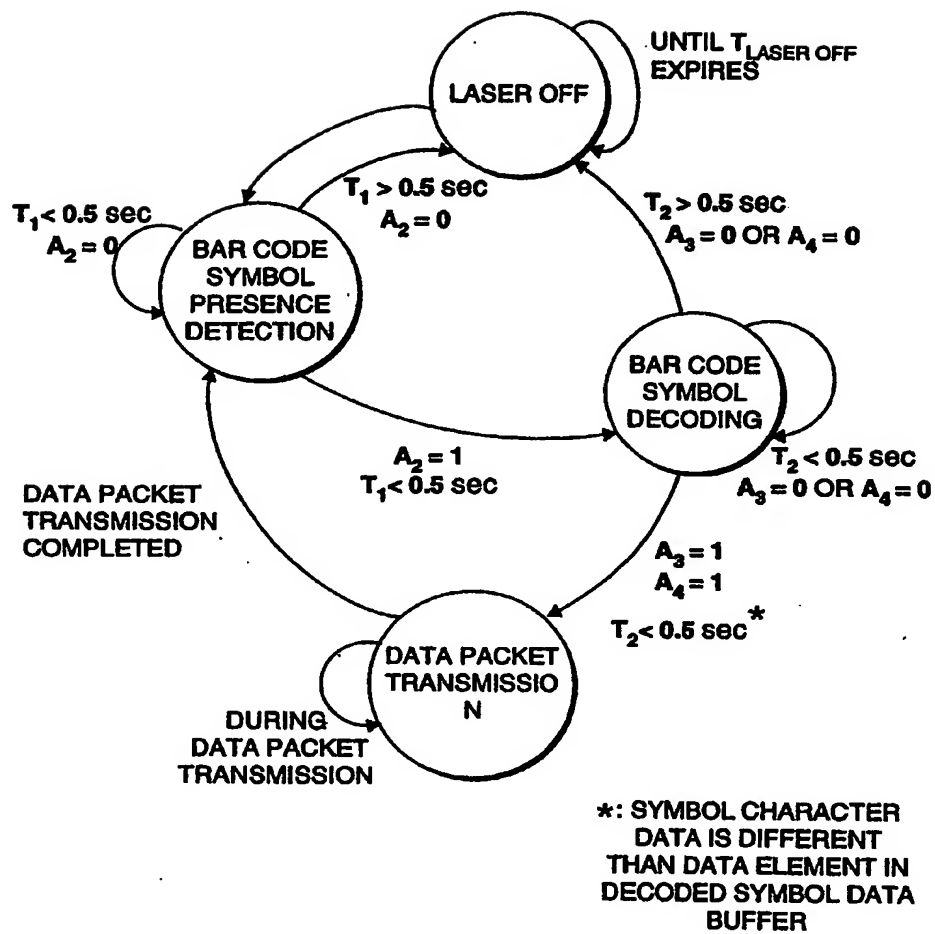 LASER OFF
UNTIL T LASER OFF
EXPIRES
T₁ > 0.5 sec
A₂ = 0
T₂ > 0.5 sec
A₃ = 0 OR A₄ = 0
T₁ < 0.5 sec
A₂ = 0
BAR CODE
SYMBOL
PRESENCE
DETECTION
BAR CODE
SYMBOL
DECODING
A₂ = 1
T₁ < 0.5 sec
T₂ < 0.5 sec
A₃ = 0 OR A₄ = 0
DATA PACKET
TRANSMISSION
COMPLETED
A₃ = 1
A₄ = 1
T₂ < 0.5 sec*
DATA PACKET
TRANSMISSIO
N
DURING
DATA PACKET
TRANSMISSION
*: SYMBOL CHARACTER
DATA IS DIFFERENT
THAN DATA ELEMENT IN
DECODED SYMBOL DATA
BUFFER